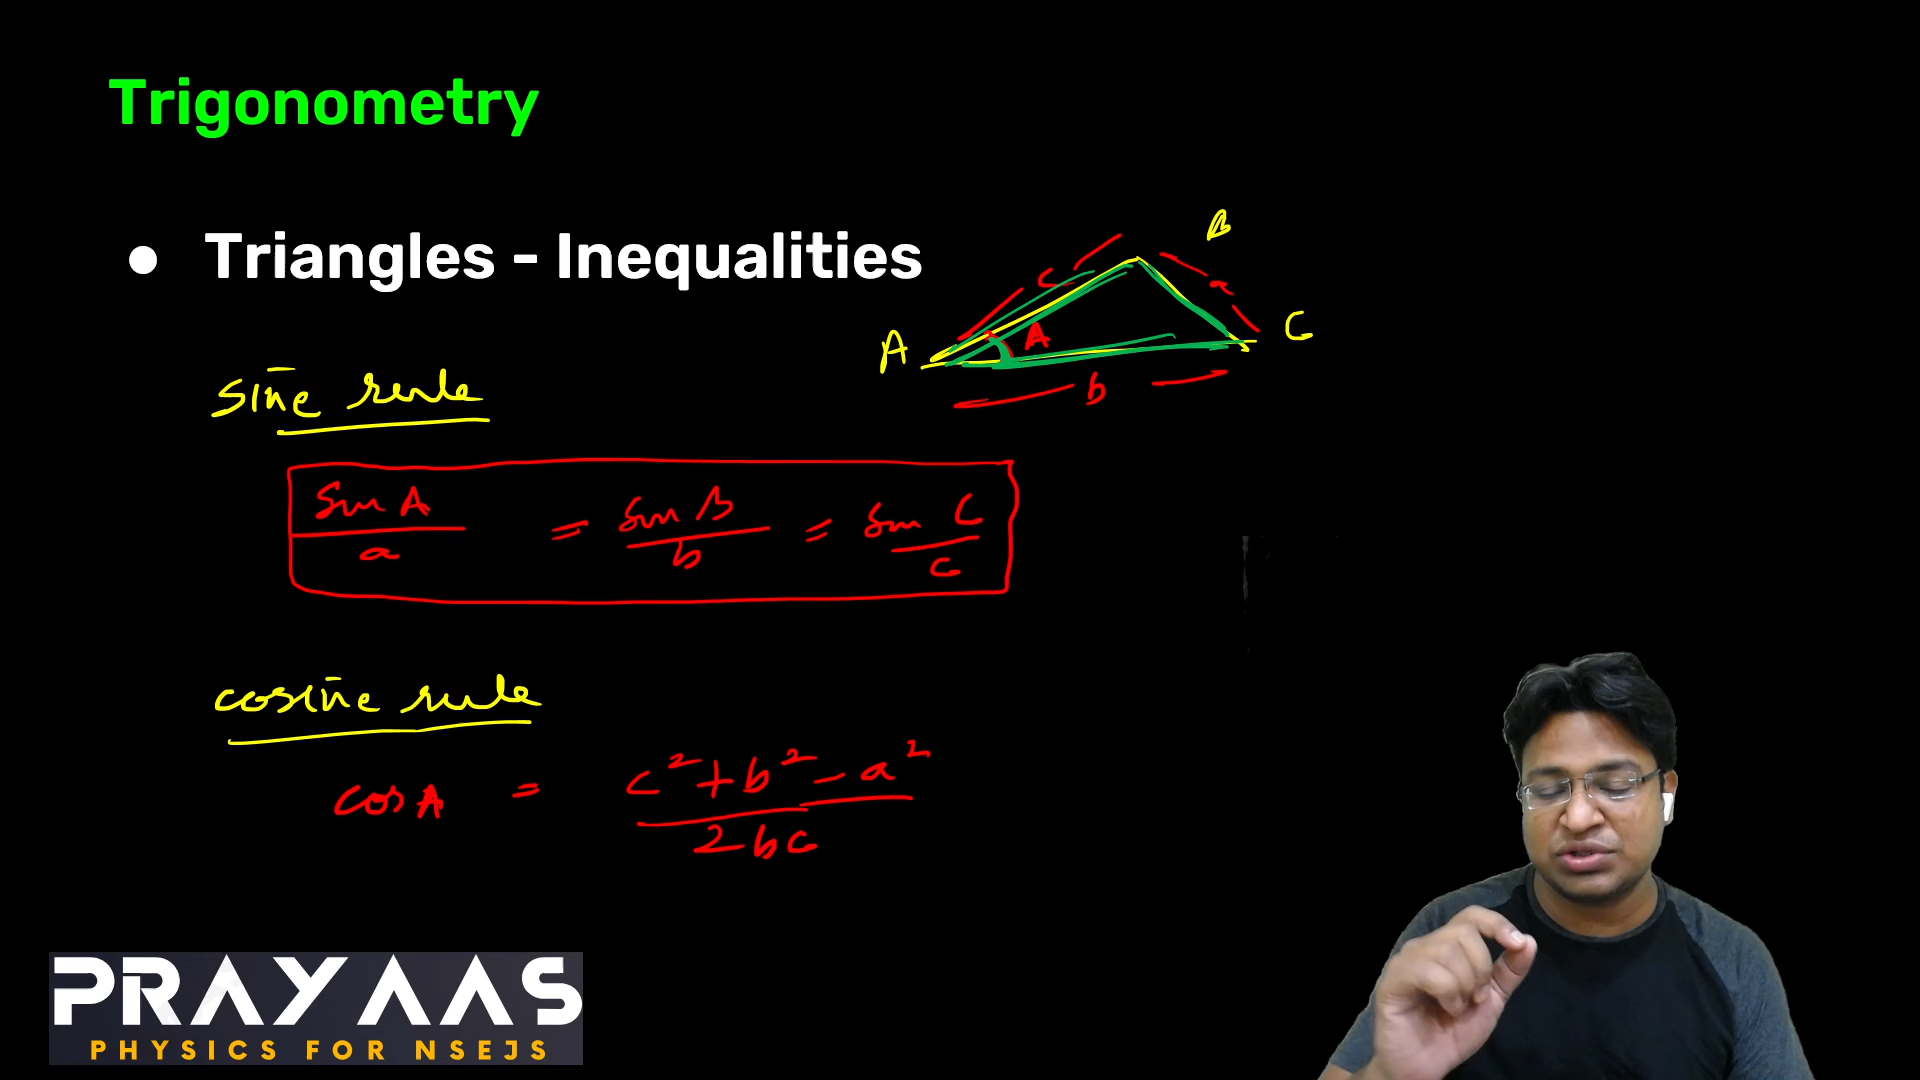 Trigonometry
● Triangles - Inequalities
B
c
a
A
C
A
b
sine rule
sin A / a = sin B / b = sin C / c
cosine rule
cos A = c² + b² - a² / 2bc
PRAYAAS
PHYSICS FOR NSEJS